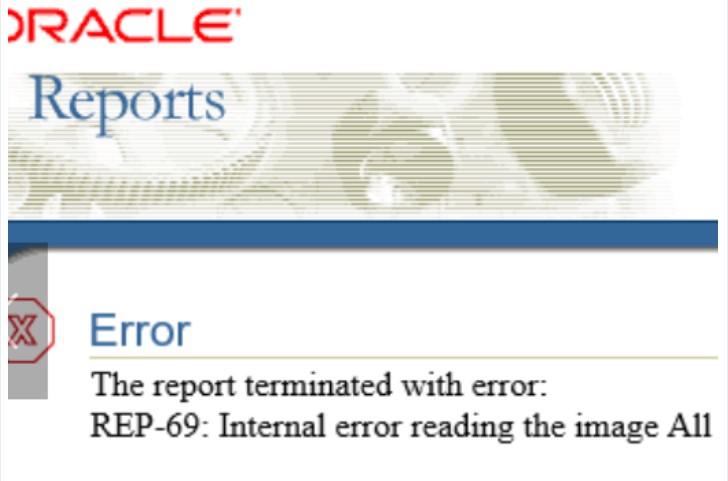 ORACLE
Reports
X
Error
The report terminated with error:
REP-69: Internal error reading the image All